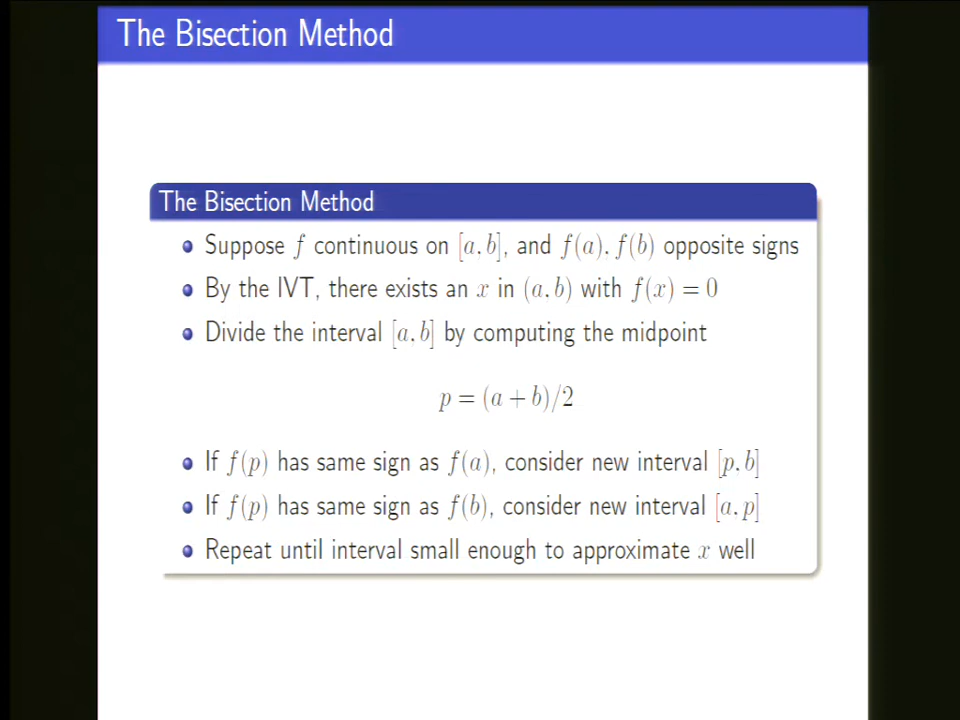 The Bisection Method
The Bisection Method
Suppose f continuous on [a, b], and f(a), f(b) opposite signs
By the IVT, there exists an x in (a, b) with f(x) = 0
Divide the interval [a, b] by computing the midpoint
p = (a + b)/2
If f(p) has same sign as f(a), consider new interval [p, b]
If f(p) has same sign as f(b), consider new interval [a, p]
Repeat until interval small enough to approximate x well